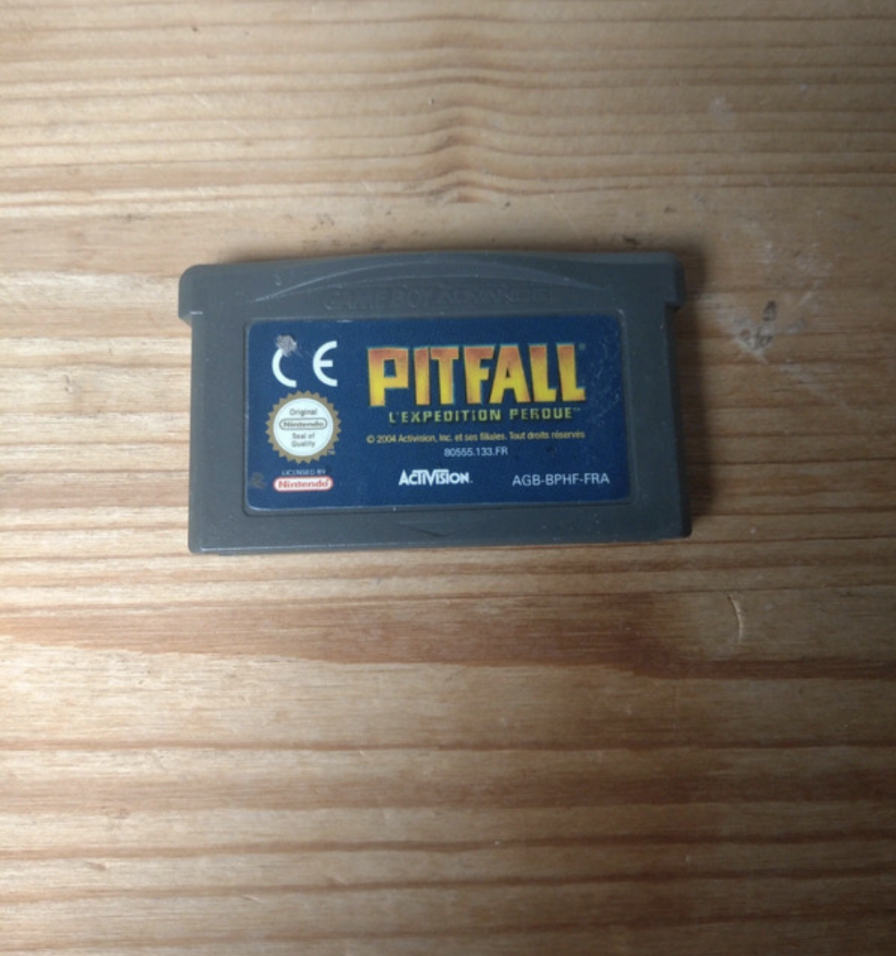 GAME BOY ADVANCE
CE
PITFALL®
L'EXPEDITION PERDUE™
Original
Nintendo
Seal of
Quality
© 2004 Activision, Inc. et ses filiales. Tout droits réservés
80555.133.FR
LICENSED BY
Nintendo®
ACTIVISION.
AGB-BPHF-FRA